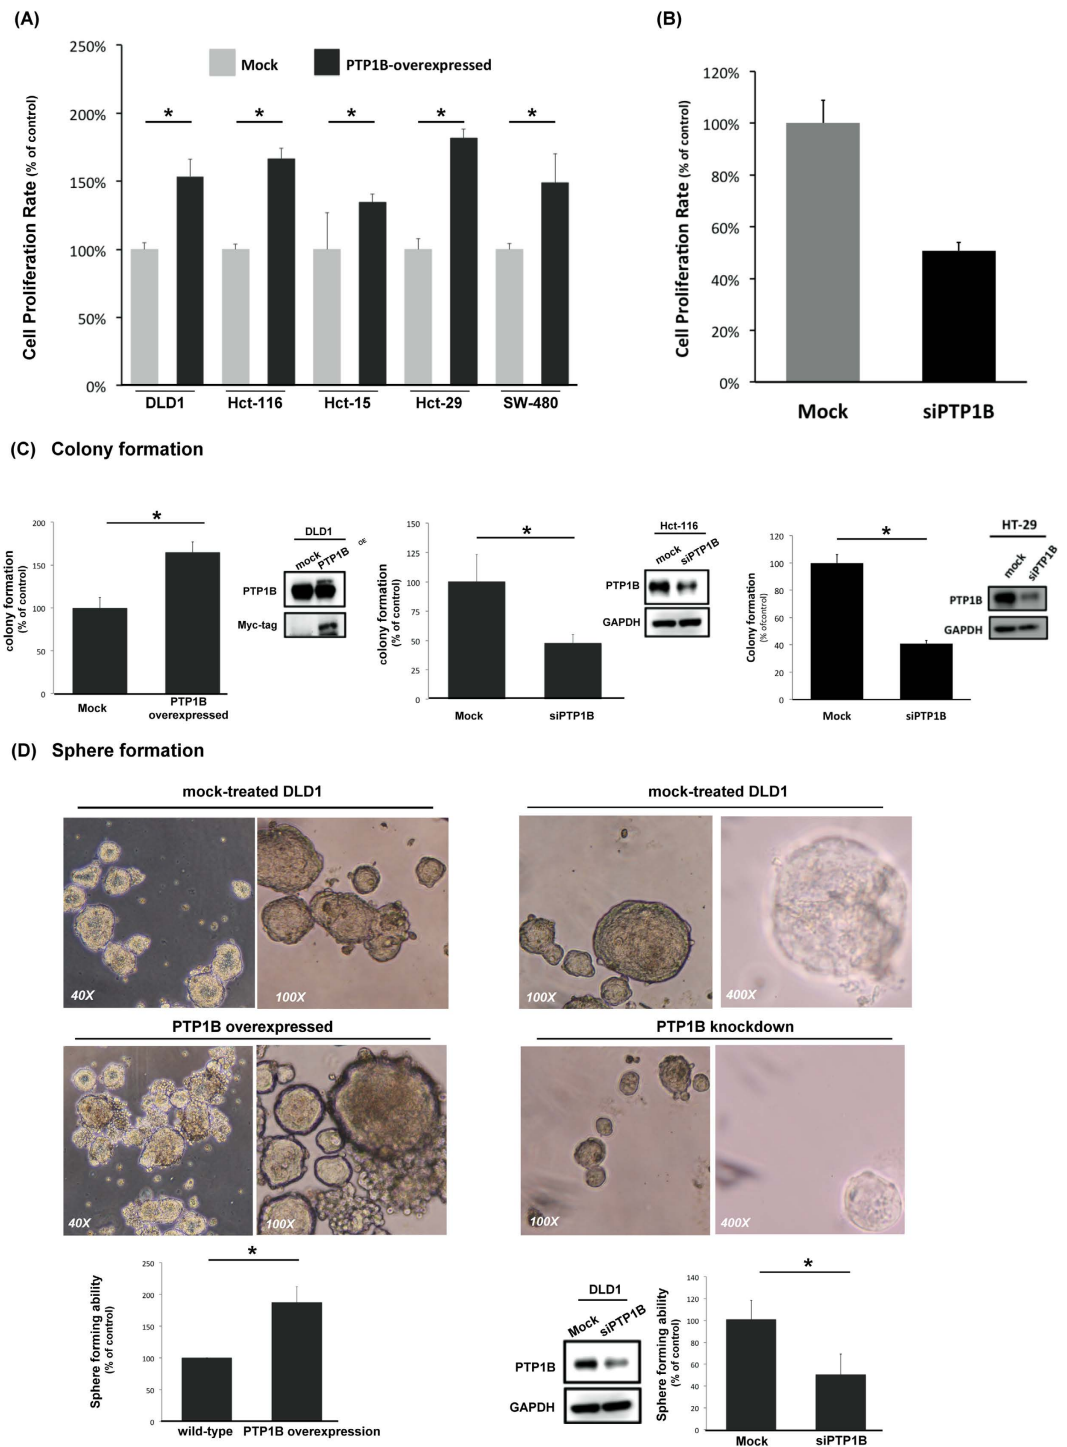 (A)
250%
200%
150%
100%
50%
0%
Cell Proliferation Rate (% of control)
Mock
PTP1B-overexpressed
* * * * *
DLD1 Hct-116 Hct-15 Hct-29 SW-480
(B)
120%
100%
80%
60%
40%
20%
0%
Cell Proliferation Rate (% of control)
Mock siPTP1B
(C) Colony formation
colony formation
(% of control)
200
150
100
50
0
*
Mock
PTP1B
overexpressed
DLD1
mock
PTP1B OE
PTP1B
Myc-tag
colony formation
(% of control)
150
125
100
75
50
25
0
*
Mock siPTP1B
Hct-116
mock
siPTP1B
PTP1B
GAPDH
Colony formation
(% ofcontrol)
120
100
80
60
40
20
0
*
Mock siPTP1B
HT-29
mock
siPTP1B
PTP1B
GAPDH
(D) Sphere formation
mock-treated DLD1
40X
100X
mock-treated DLD1
100X
400X
PTP1B overexpressed
40X
100X
PTP1B knockdown
100X
400X
Sphere forming ability
(% of control)
250
200
150
100
50
0
*
wild-type PTP1B overexpression
DLD1
Mock
siPTP1B
PTP1B
GAPDH
Sphere forming ability
(% of control)
140
120
100
80
60
40
20
0
*
Mock siPTP1B